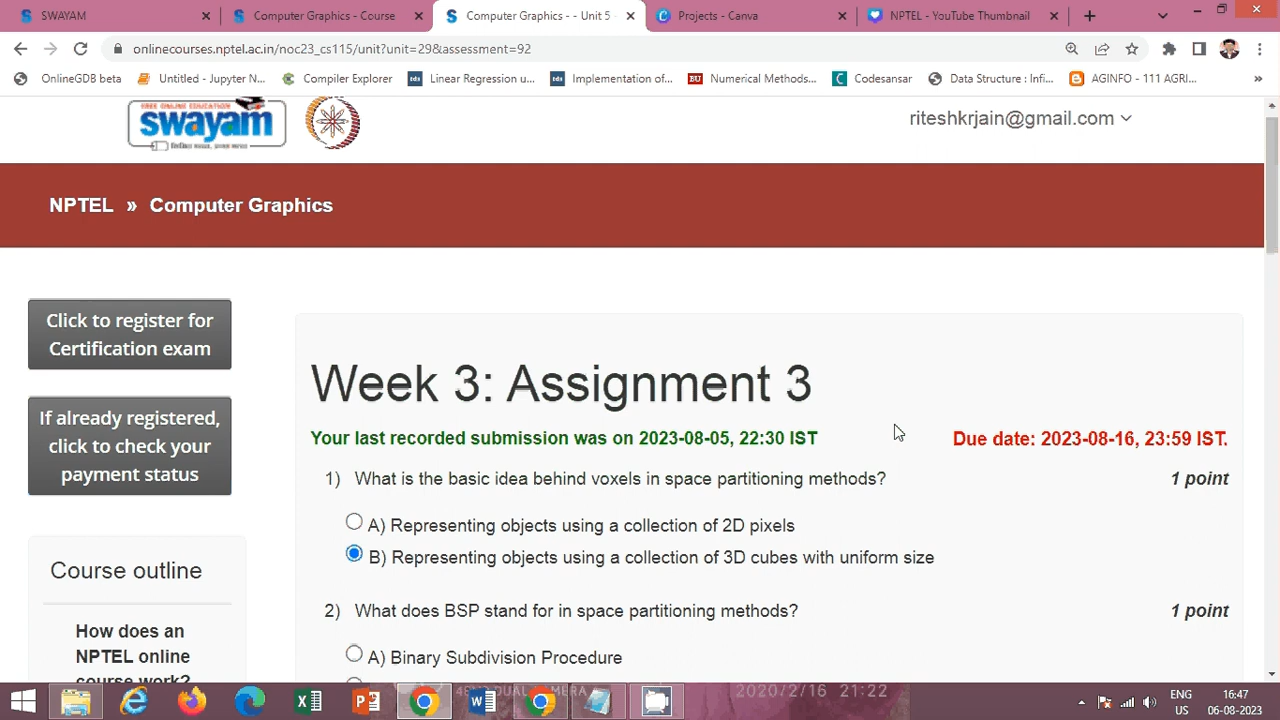 SWAYAM
Computer Graphics - Course
Computer Graphics - - Unit 5 -
Projects - Canva
NPTEL - YouTube Thumbnail
onlinecourses.nptel.ac.in/noc23_cs115/unit?unit=29&assessment=92
OnlineGDB beta
Untitled - Jupyter N...
Compiler Explorer
Linear Regression u...
Implementation of...
BU Numerical Methods...
Codesansar
Data Structure : Infi...
AGINFO - 111 AGRI...
»
FREE ONLINE EDUCATION
swayam
riteshkrjain@gmail.com
NPTEL » Computer Graphics
Click to register for
Certification exam
If already registered,
click to check your
payment status
Course outline
How does an
NPTEL online
course work?
Week 3: Assignment 3
Your last recorded submission was on 2023-08-05, 22:30 IST
Due date: 2023-08-16, 23:59 IST.
1) What is the basic idea behind voxels in space partitioning methods?
1 point
A) Representing objects using a collection of 2D pixels
B) Representing objects using a collection of 3D cubes with uniform size
2) What does BSP stand for in space partitioning methods?
1 point
A) Binary Subdivision Procedure
DUAL CAMERA
2020/2/16 21:22
ENG
US
16:47
06-08-2023